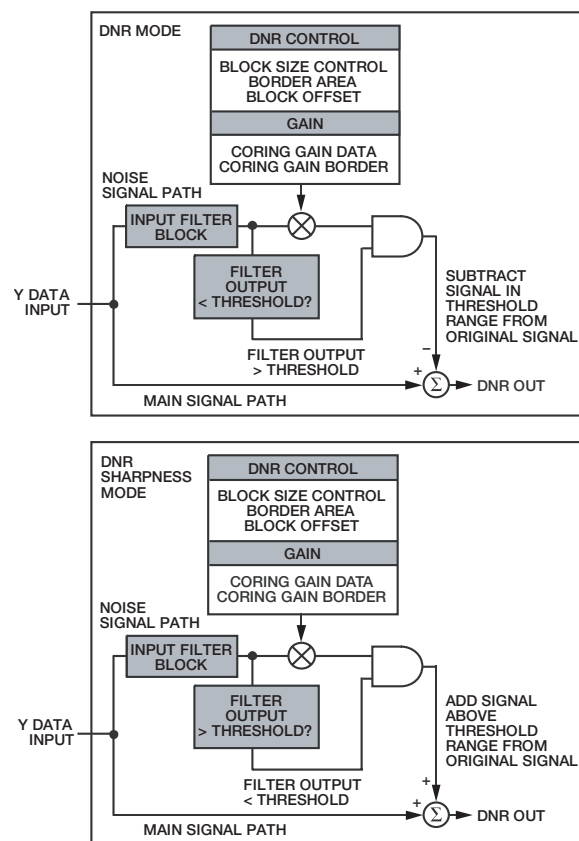 DNR MODE
DNR CONTROL
BLOCK SIZE CONTROL
BORDER AREA
BLOCK OFFSET
GAIN
CORING GAIN DATA
CORING GAIN BORDER
NOISE
SIGNAL PATH
INPUT FILTER
BLOCK
FILTER
OUTPUT
< THRESHOLD?
Y DATA
INPUT
SUBTRACT
SIGNAL IN
THRESHOLD
RANGE FROM
ORIGINAL SIGNAL
FILTER OUTPUT
> THRESHOLD
–
+
Σ
DNR OUT
MAIN SIGNAL PATH
DNR
SHARPNESS
MODE
DNR CONTROL
BLOCK SIZE CONTROL
BORDER AREA
BLOCK OFFSET
GAIN
CORING GAIN DATA
CORING GAIN BORDER
NOISE
SIGNAL PATH
INPUT FILTER
BLOCK
FILTER
OUTPUT
> THRESHOLD?
Y DATA
INPUT
ADD SIGNAL
ABOVE
THRESHOLD
RANGE FROM
ORIGINAL SIGNAL
FILTER OUTPUT
< THRESHOLD
+
+
Σ
DNR OUT
MAIN SIGNAL PATH